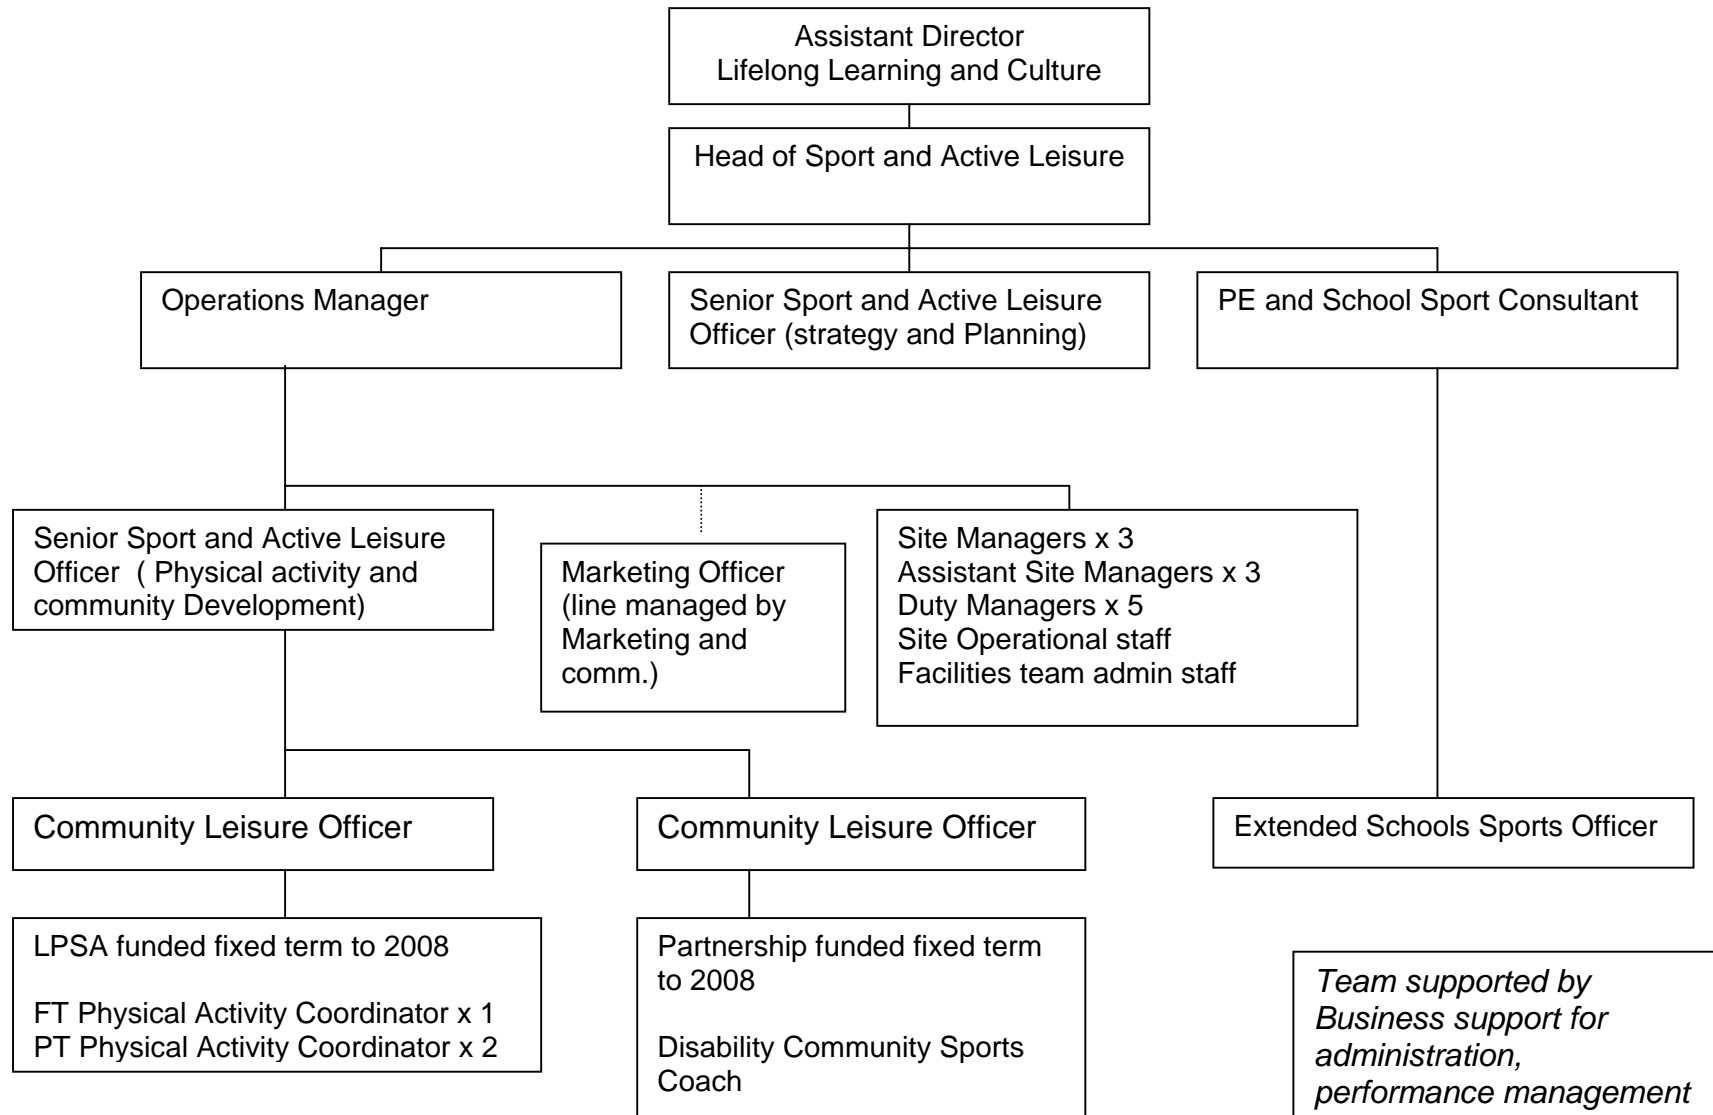 Assistant Director
Lifelong Learning and Culture
Head of Sport and Active Leisure
Operations Manager
Senior Sport and Active Leisure
Officer (strategy and Planning)
PE and School Sport Consultant
Senior Sport and Active Leisure
Officer ( Physical activity and
community Development)
Marketing Officer
(line managed by
Marketing and
comm.)
Site Managers x 3
Assistant Site Managers x 3
Duty Managers x 5
Site Operational staff
Facilities team admin staff
Community Leisure Officer
Community Leisure Officer
Extended Schools Sports Officer
LPSA funded fixed term to 2008
FT Physical Activity Coordinator x 1
PT Physical Activity Coordinator x 2
Partnership funded fixed term
to 2008
Disability Community Sports
Coach
Team supported by
Business support for
administration,
performance management